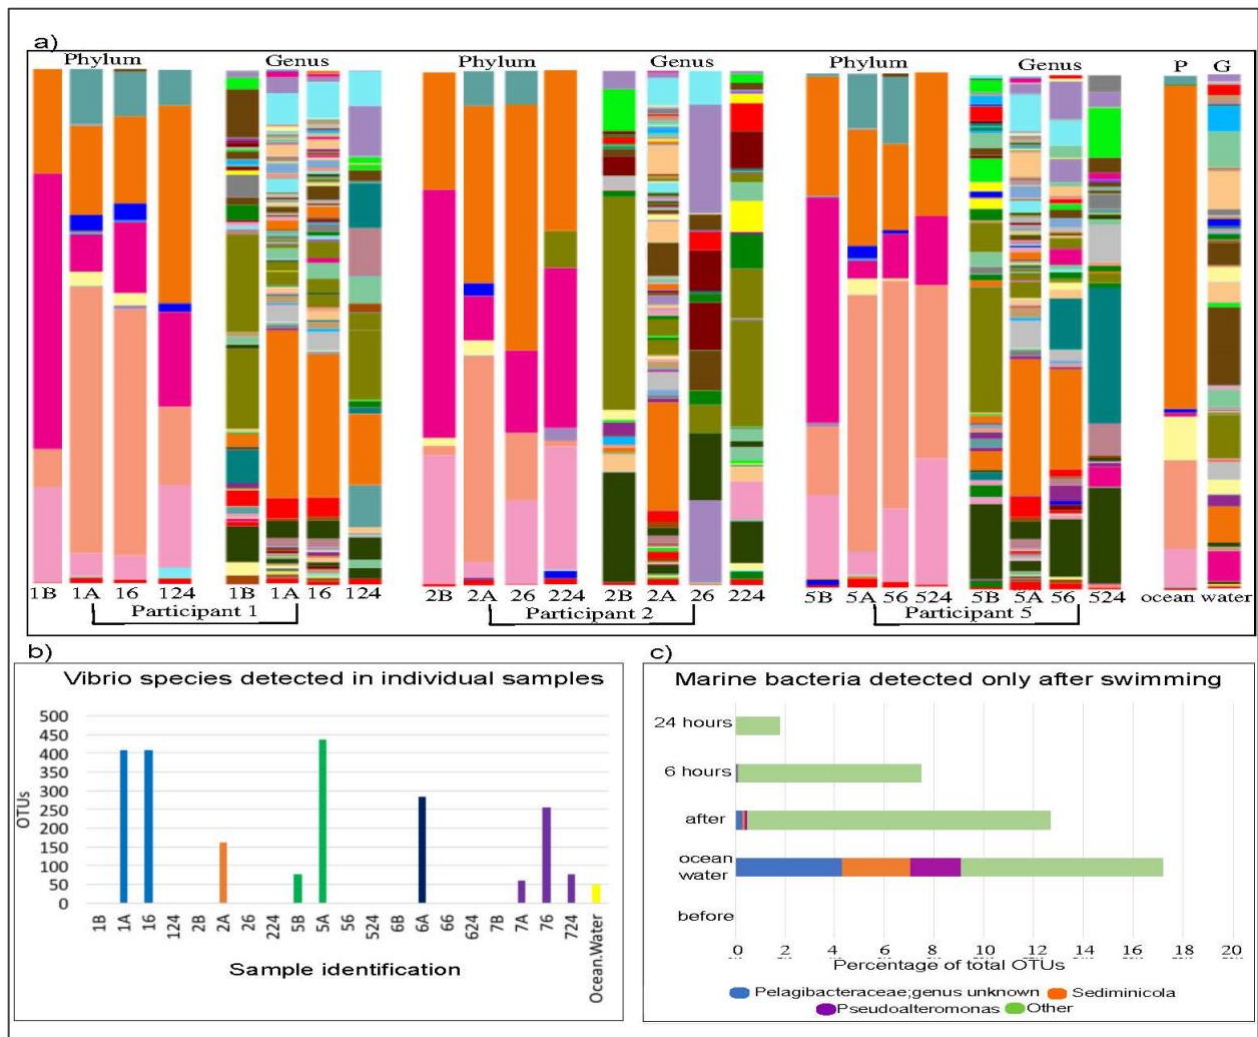 a)
Phylum Genus Phylum Genus Phylum Genus P G
1B 1A 16 124 1B 1A 16 124 2B 2A 26 224 2B 2A 26 224 5B 5A 56 524 5B 5A 56 524 ocean water
Participant 1 Participant 2 Participant 5
b)
Vibrio species detected in individual samples
500
450
400
350
300
250
200
150
100
50
0
OTUs
1B 1A 16 124 2B 2A 26 224 5B 5A 56 524 6B 6A 66 624 7B 7A 76 724 Ocean.Water
Sample identification
c)
Marine bacteria detected only after swimming
24 hours
6 hours
after
ocean
water
before
0 2 4 6 8 10 12 14 16 18 20
Percentage of total OTUs
Pelagibacteraceae;genus unknown Sediminicola
Pseudoalteromonas Other